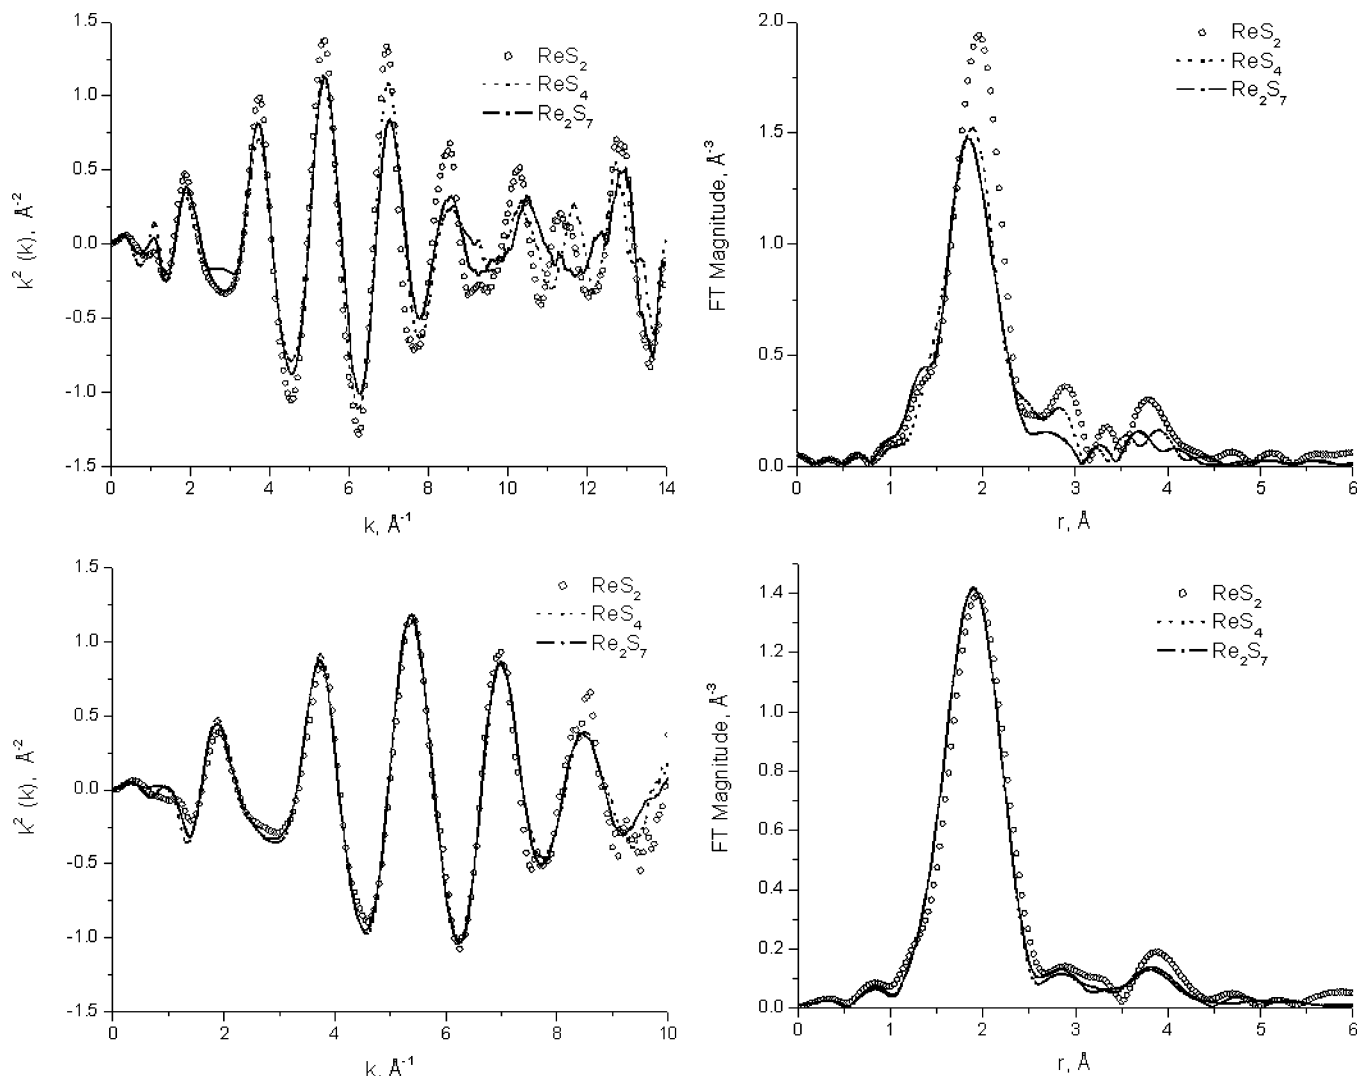 1.5
1.0
0.5
0.0
-0.5
-1.0
-1.5
k² (k), Å⁻²
ReS₂
ReS₄
Re₂S₇
0 2 4 6 8 10 12 14
k, Å⁻¹
2.0
1.5
1.0
0.5
0.0
FT Magnitude, Å⁻³
ReS₂
ReS₄
Re₂S₇
0 1 2 3 4 5 6
r, Å
1.5
1.0
0.5
0.0
-0.5
-1.0
-1.5
k² (k), Å⁻²
ReS₂
ReS₄
Re₂S₇
0 2 4 6 8 10
k, Å⁻¹
1.4
1.2
1.0
0.8
0.6
0.4
0.2
0.0
FT Magnitude, Å⁻³
ReS₂
ReS₄
Re₂S₇
0 1 2 3 4 5 6
r, Å